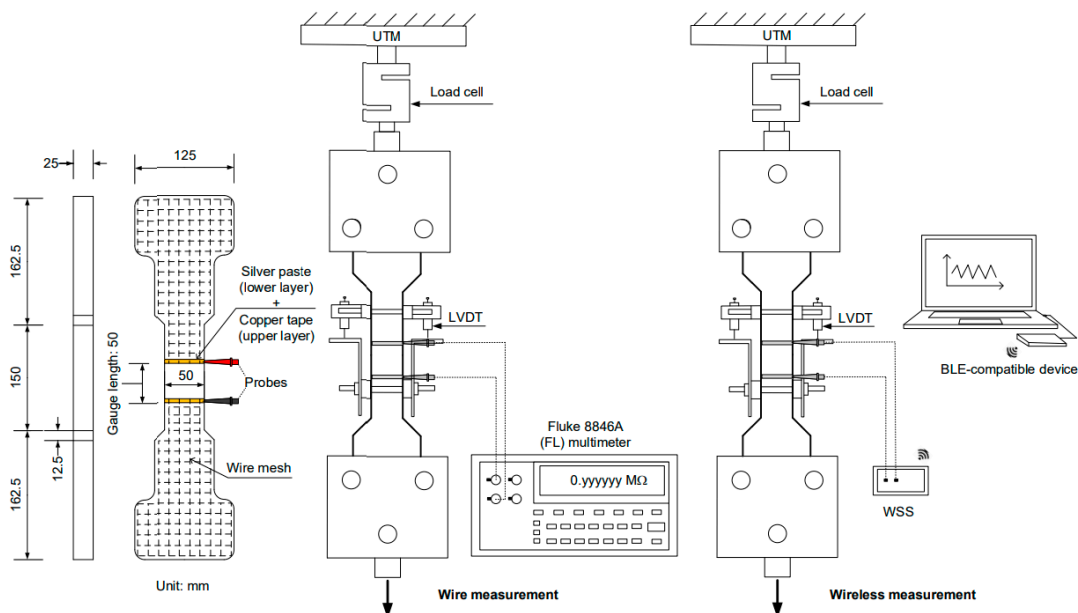 25
125
162.5
150
12.5
162.5
Gauge length: 50
Silver paste
(lower layer)
+
Copper tape
(upper layer)
50
Probes
Wire mesh
Unit: mm
UTM
Load cell
LVDT
Fluke 8846A
(FL) multimeter
0.yyyyyy MΩ
Wire measurement
UTM
Load cell
LVDT
BLE-compatible device
WSS
Wireless measurement